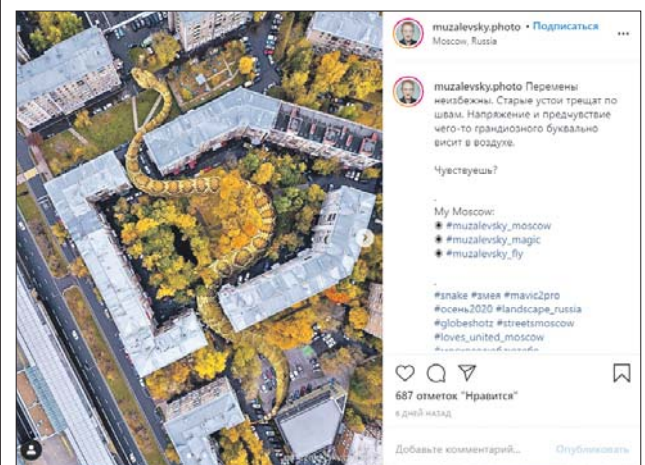 muzalevsky.photo • Подписаться
Moscow, Russia
muzalevsky.photo Перемены
неизбежны. Старые устои трещат по
швам. Напряжение и предчувствие
чего-то грандиозного буквально
висит в воздухе.
Чувствуешь?
.
My Moscow:
◉ #muzalevsky_moscow
◉ #muzalevsky_magic
◉ #muzalevsky_fly
.
#snake #змея #mavic2pro
#осень2020 #landscape_russia
#globeshotz #streetsmoscow
#loves_united_moscow
687 отметок "Нравится"
6 ДНЕЙ НАЗАД
Добавьте комментарий...
Опубликовать